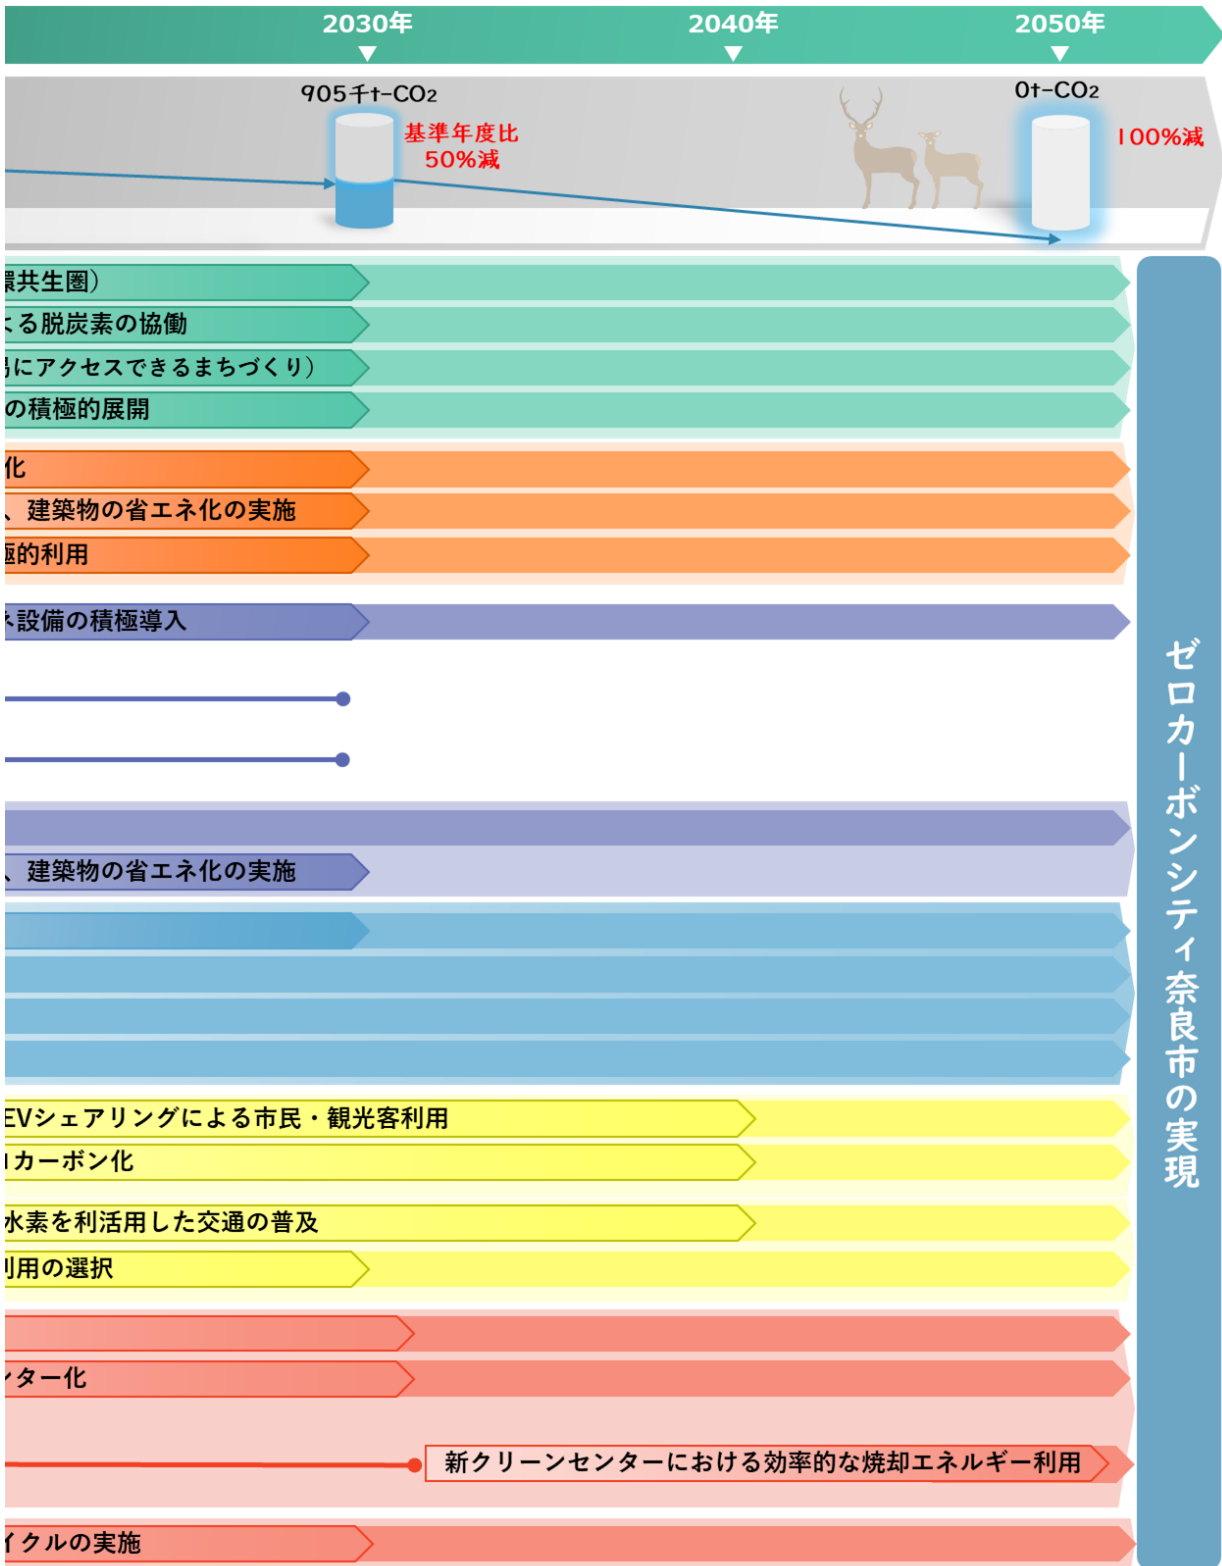 2030年
2040年
2050年
905千t-CO₂
0t-CO₂
基準年度比
50%減
100%減
環共生圏）
よる脱炭素の協働
易にアクセスできるまちづくり）
の積極的展開
化
、建築物の省エネ化の実施
極的利用
ネ設備の積極導入
、建築物の省エネ化の実施
EVシェアリングによる市民・観光客利用
ロカーボン化
水素を利活用した交通の普及
利用の選択
ンター化
新クリーンセンターにおける効率的な焼却エネルギー利用
イクルの実施
ゼロカーボンシティ奈良市の実現